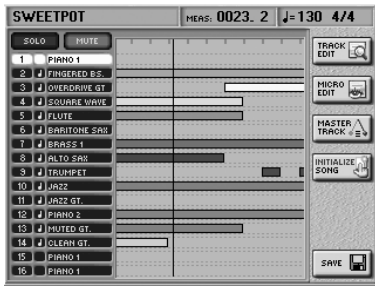 SWEETPOT MEAS: 0023. 2 ♩=130 4/4
SOLO MUTE
1 PIANO 1
2 FINGERED BS.
3 OVERDRIVE GT
4 SQUARE WAVE
5 FLUTE
6 BARITONE SAX
7 BRASS 1
8 ALTO SAX
9 TRUMPET
10 JAZZ
11 JAZZ GT.
12 PIANO 2
13 MUTED GT.
14 CLEAN GT.
15 PIANO 1
16 PIANO 1
TRACK
EDIT
MICRO
EDIT
MASTER
TRACK
INITIALIZE
SONG
SAVE